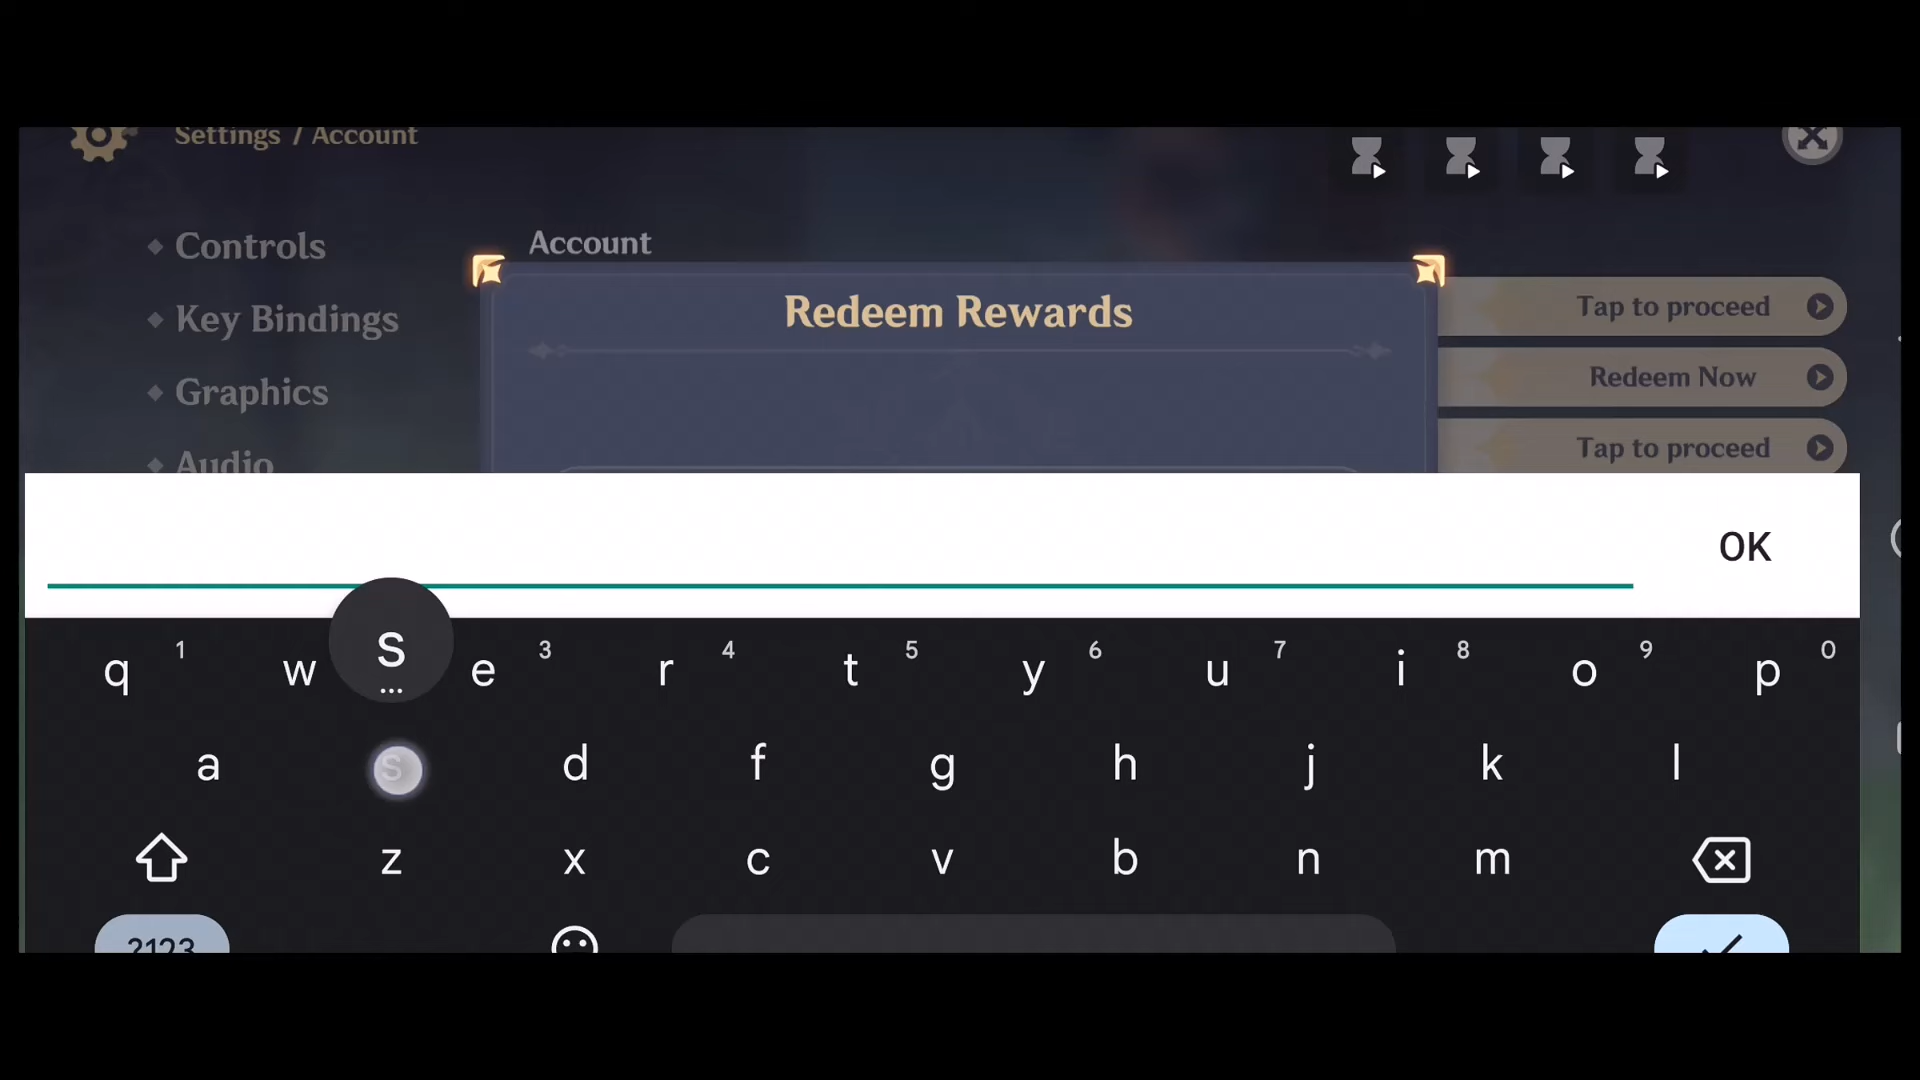 Settings / Account
Controls
Account
Key Bindings
Redeem Rewards
Tap to proceed
Graphics
Redeem Now
Audio
Tap to proceed
OK
s
q 1 w e 3 r 4 t 5 y 6 u 7 i 8 o 9 p 0
a s d f g h j k l
z x c v b n m
?123